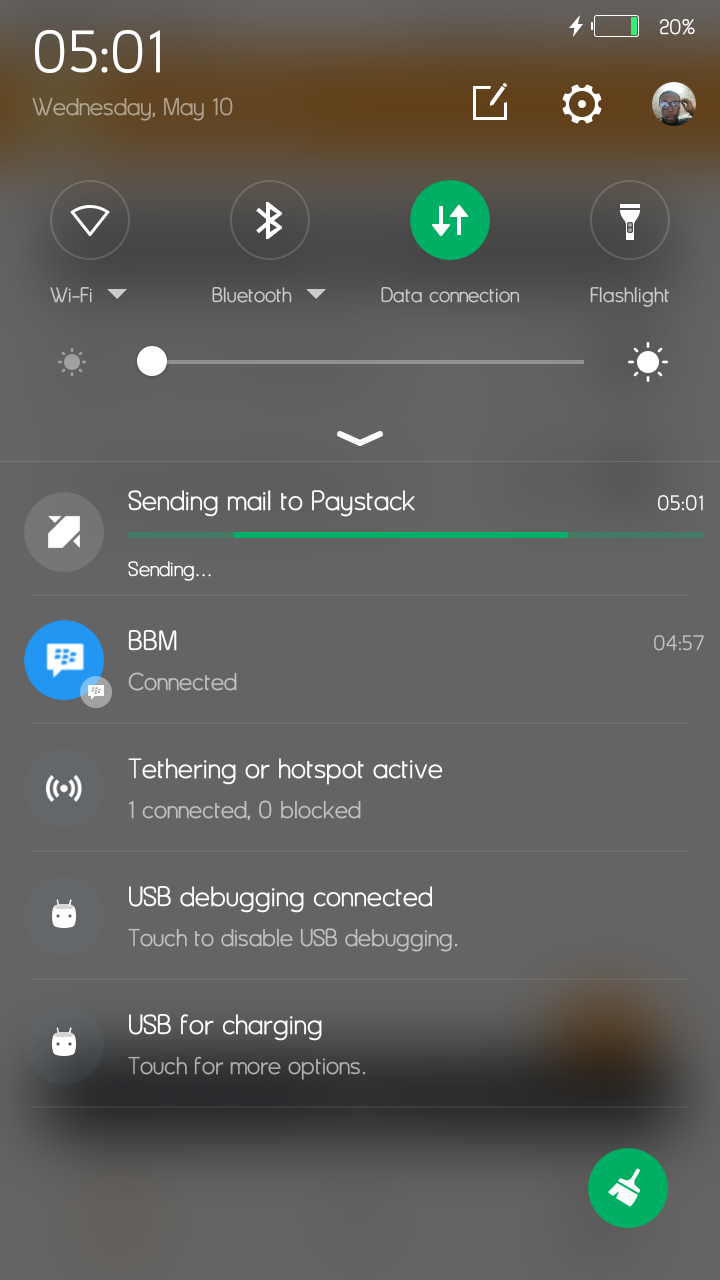 05:01
20%
Wednesday, May 10
Wi-Fi
Bluetooth
Data connection
Flashlight
Sending mail to Paystack
05:01
Sending...
BBM
04:57
Connected
Tethering or hotspot active
1 connected, 0 blocked
USB debugging connected
Touch to disable USB debugging.
USB for charging
Touch for more options.